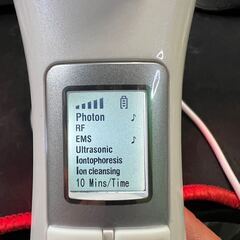 Photon ♪
RF
EMS ♪
Ultrasonic
Iontophoresis
Ion cleansing
10 Mins/Time